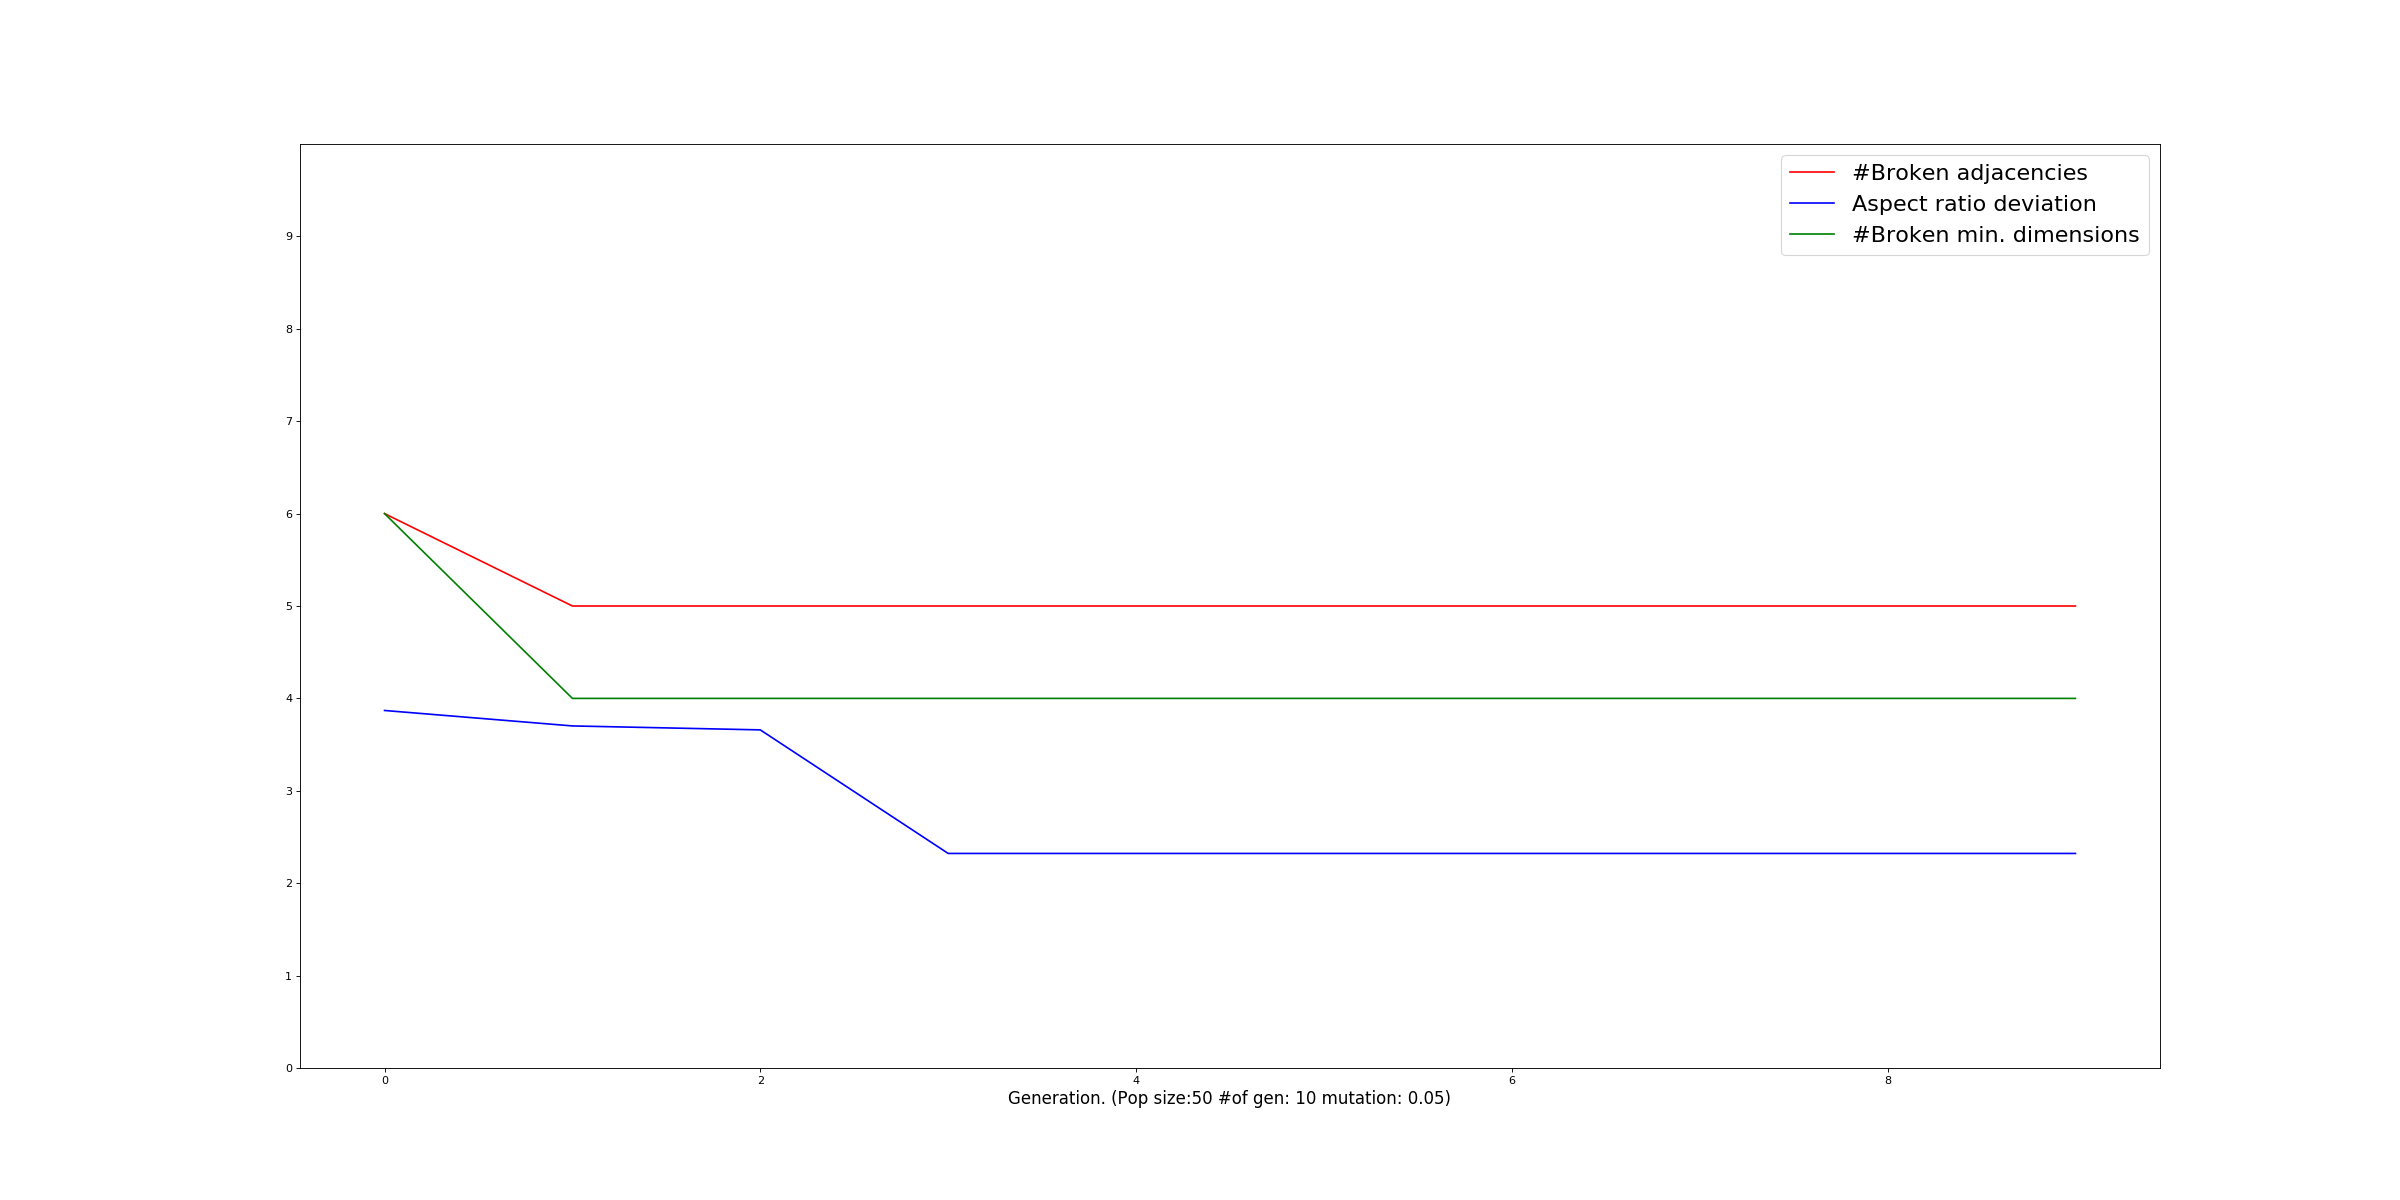 #Broken adjacencies
Aspect ratio deviation
#Broken min. dimensions
9
8
7
6
5
4
3
2
1
0
0 2 4 6 8
Generation. (Pop size:50 #of gen: 10 mutation: 0.05)